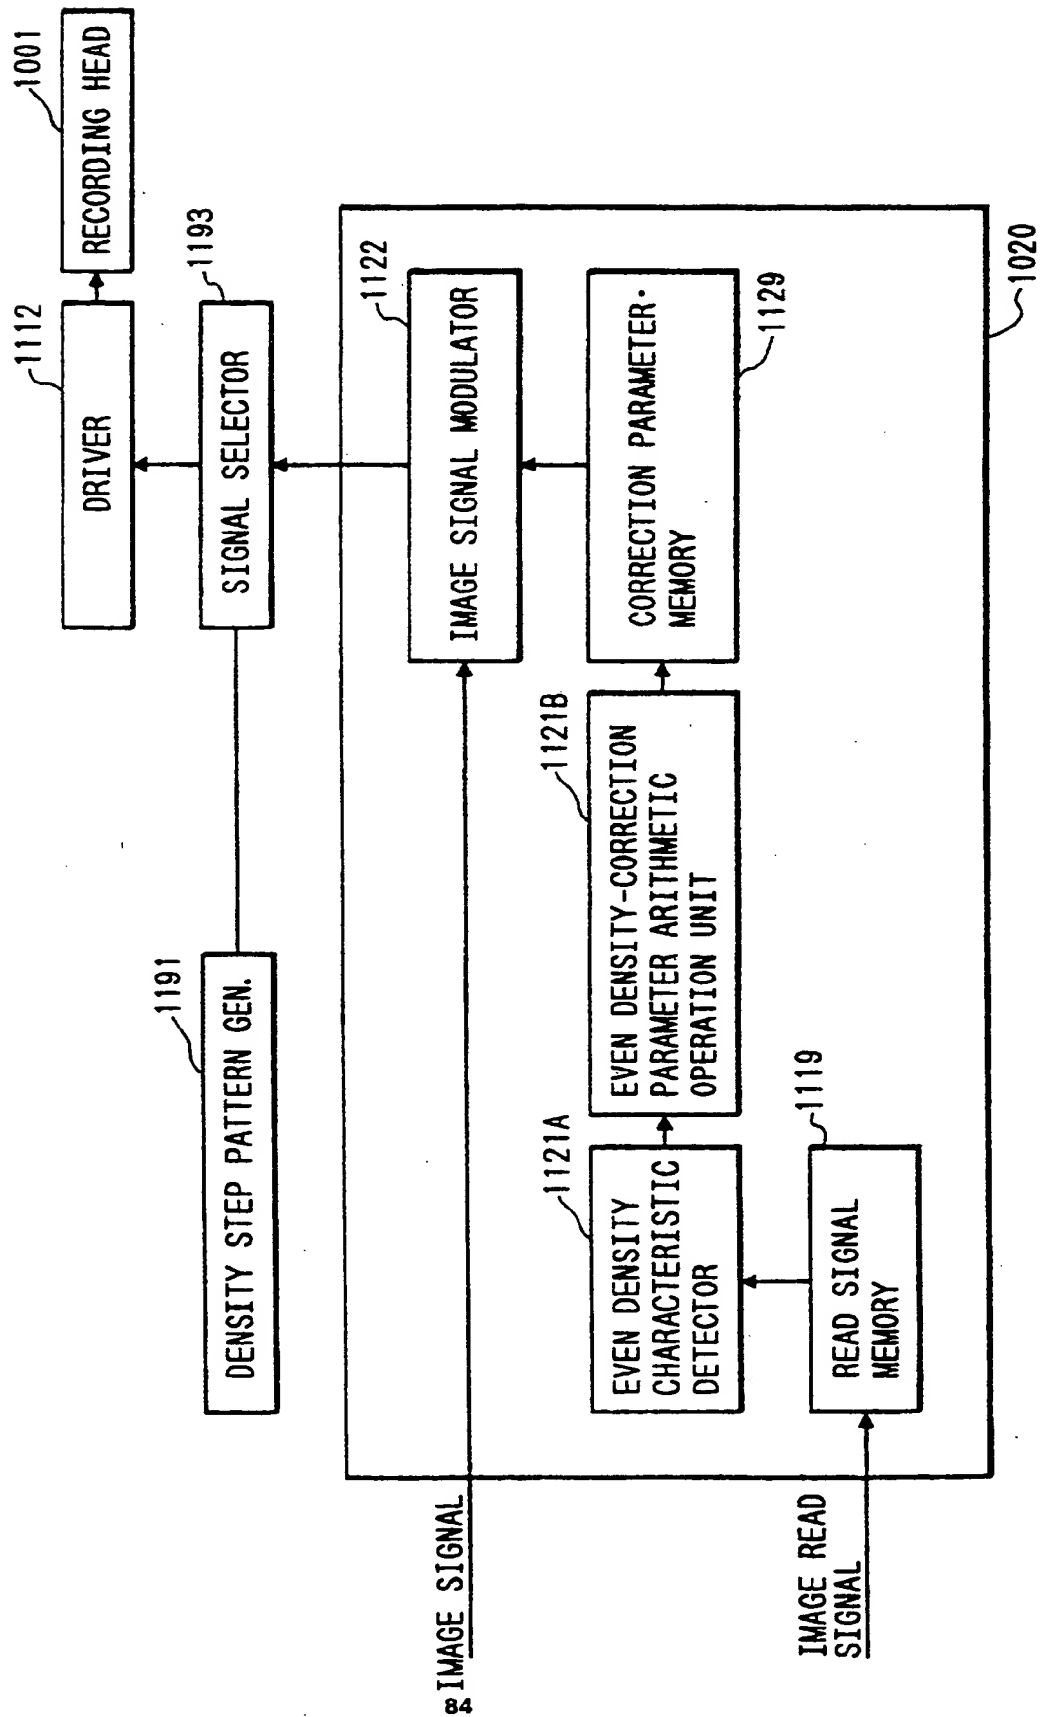 1001
RECORDING HEAD
1112
DRIVER
1193
SIGNAL SELECTOR
1191
DENSITY STEP PATTERN GEN.
1122
IMAGE SIGNAL MODULATOR
IMAGE SIGNAL
1129
CORRECTION PARAMETER·
MEMORY
1121B
EVEN DENSITY-CORRECTION
PARAMETER ARITHMETIC
OPERATION UNIT
1121A
EVEN DENSITY
CHARACTERISTIC
DETECTOR
1119
READ SIGNAL
MEMORY
IMAGE READ
SIGNAL
1020
84